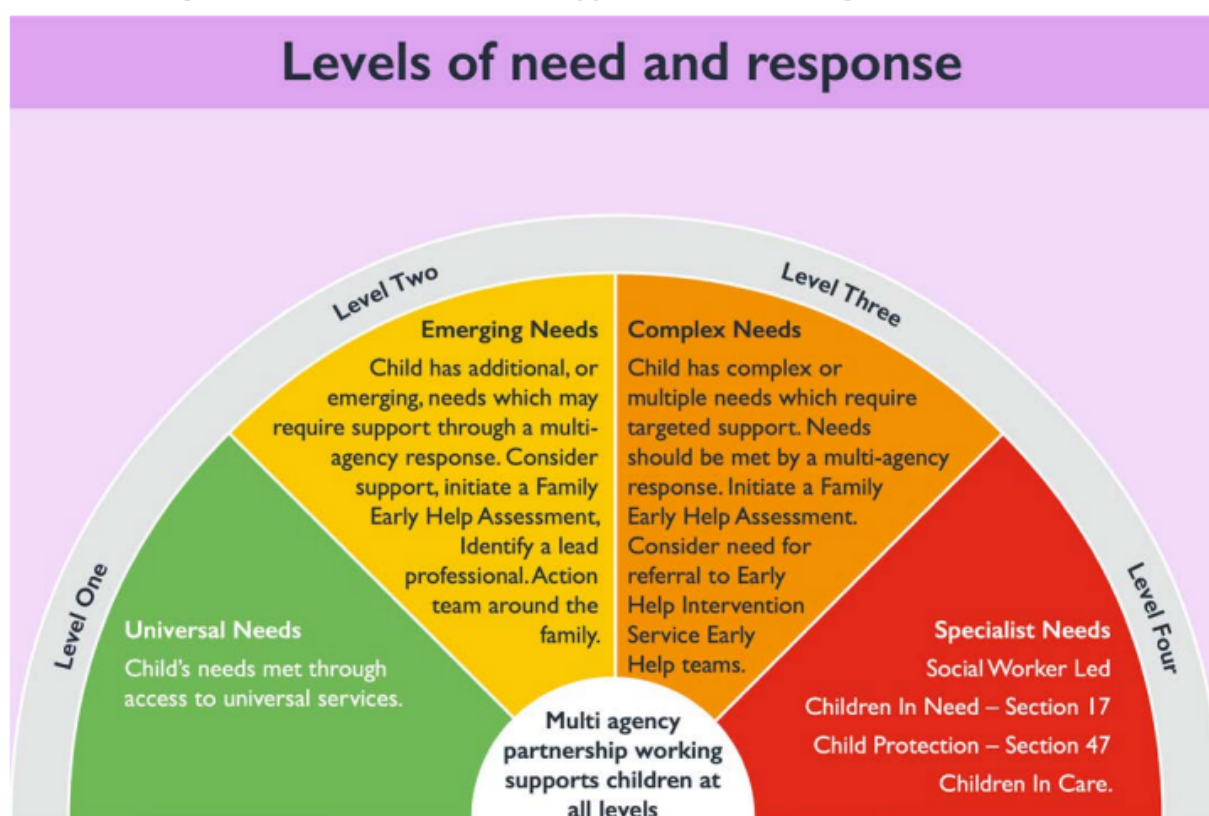 Levels of need and response
Level One
Universal Needs
Child's needs met through
access to universal services.
Level Two
Emerging Needs
Child has additional, or
emerging, needs which may
require support through a multi-
agency response. Consider
support, initiate a Family
Early Help Assessment,
Identify a lead
professional. Action
team around the
family.
Level Three
Complex Needs
Child has complex or
multiple needs which require
targeted support. Needs
should be met by a multi-agency
response. Initiate a Family
Early Help Assessment.
Consider need for
referral to Early
Help Intervention
Service Early
Help teams.
Level Four
Specialist Needs
Social Worker Led
Children In Need – Section 17
Child Protection – Section 47
Children In Care.
Multi agency
partnership working
supports children at
all levels